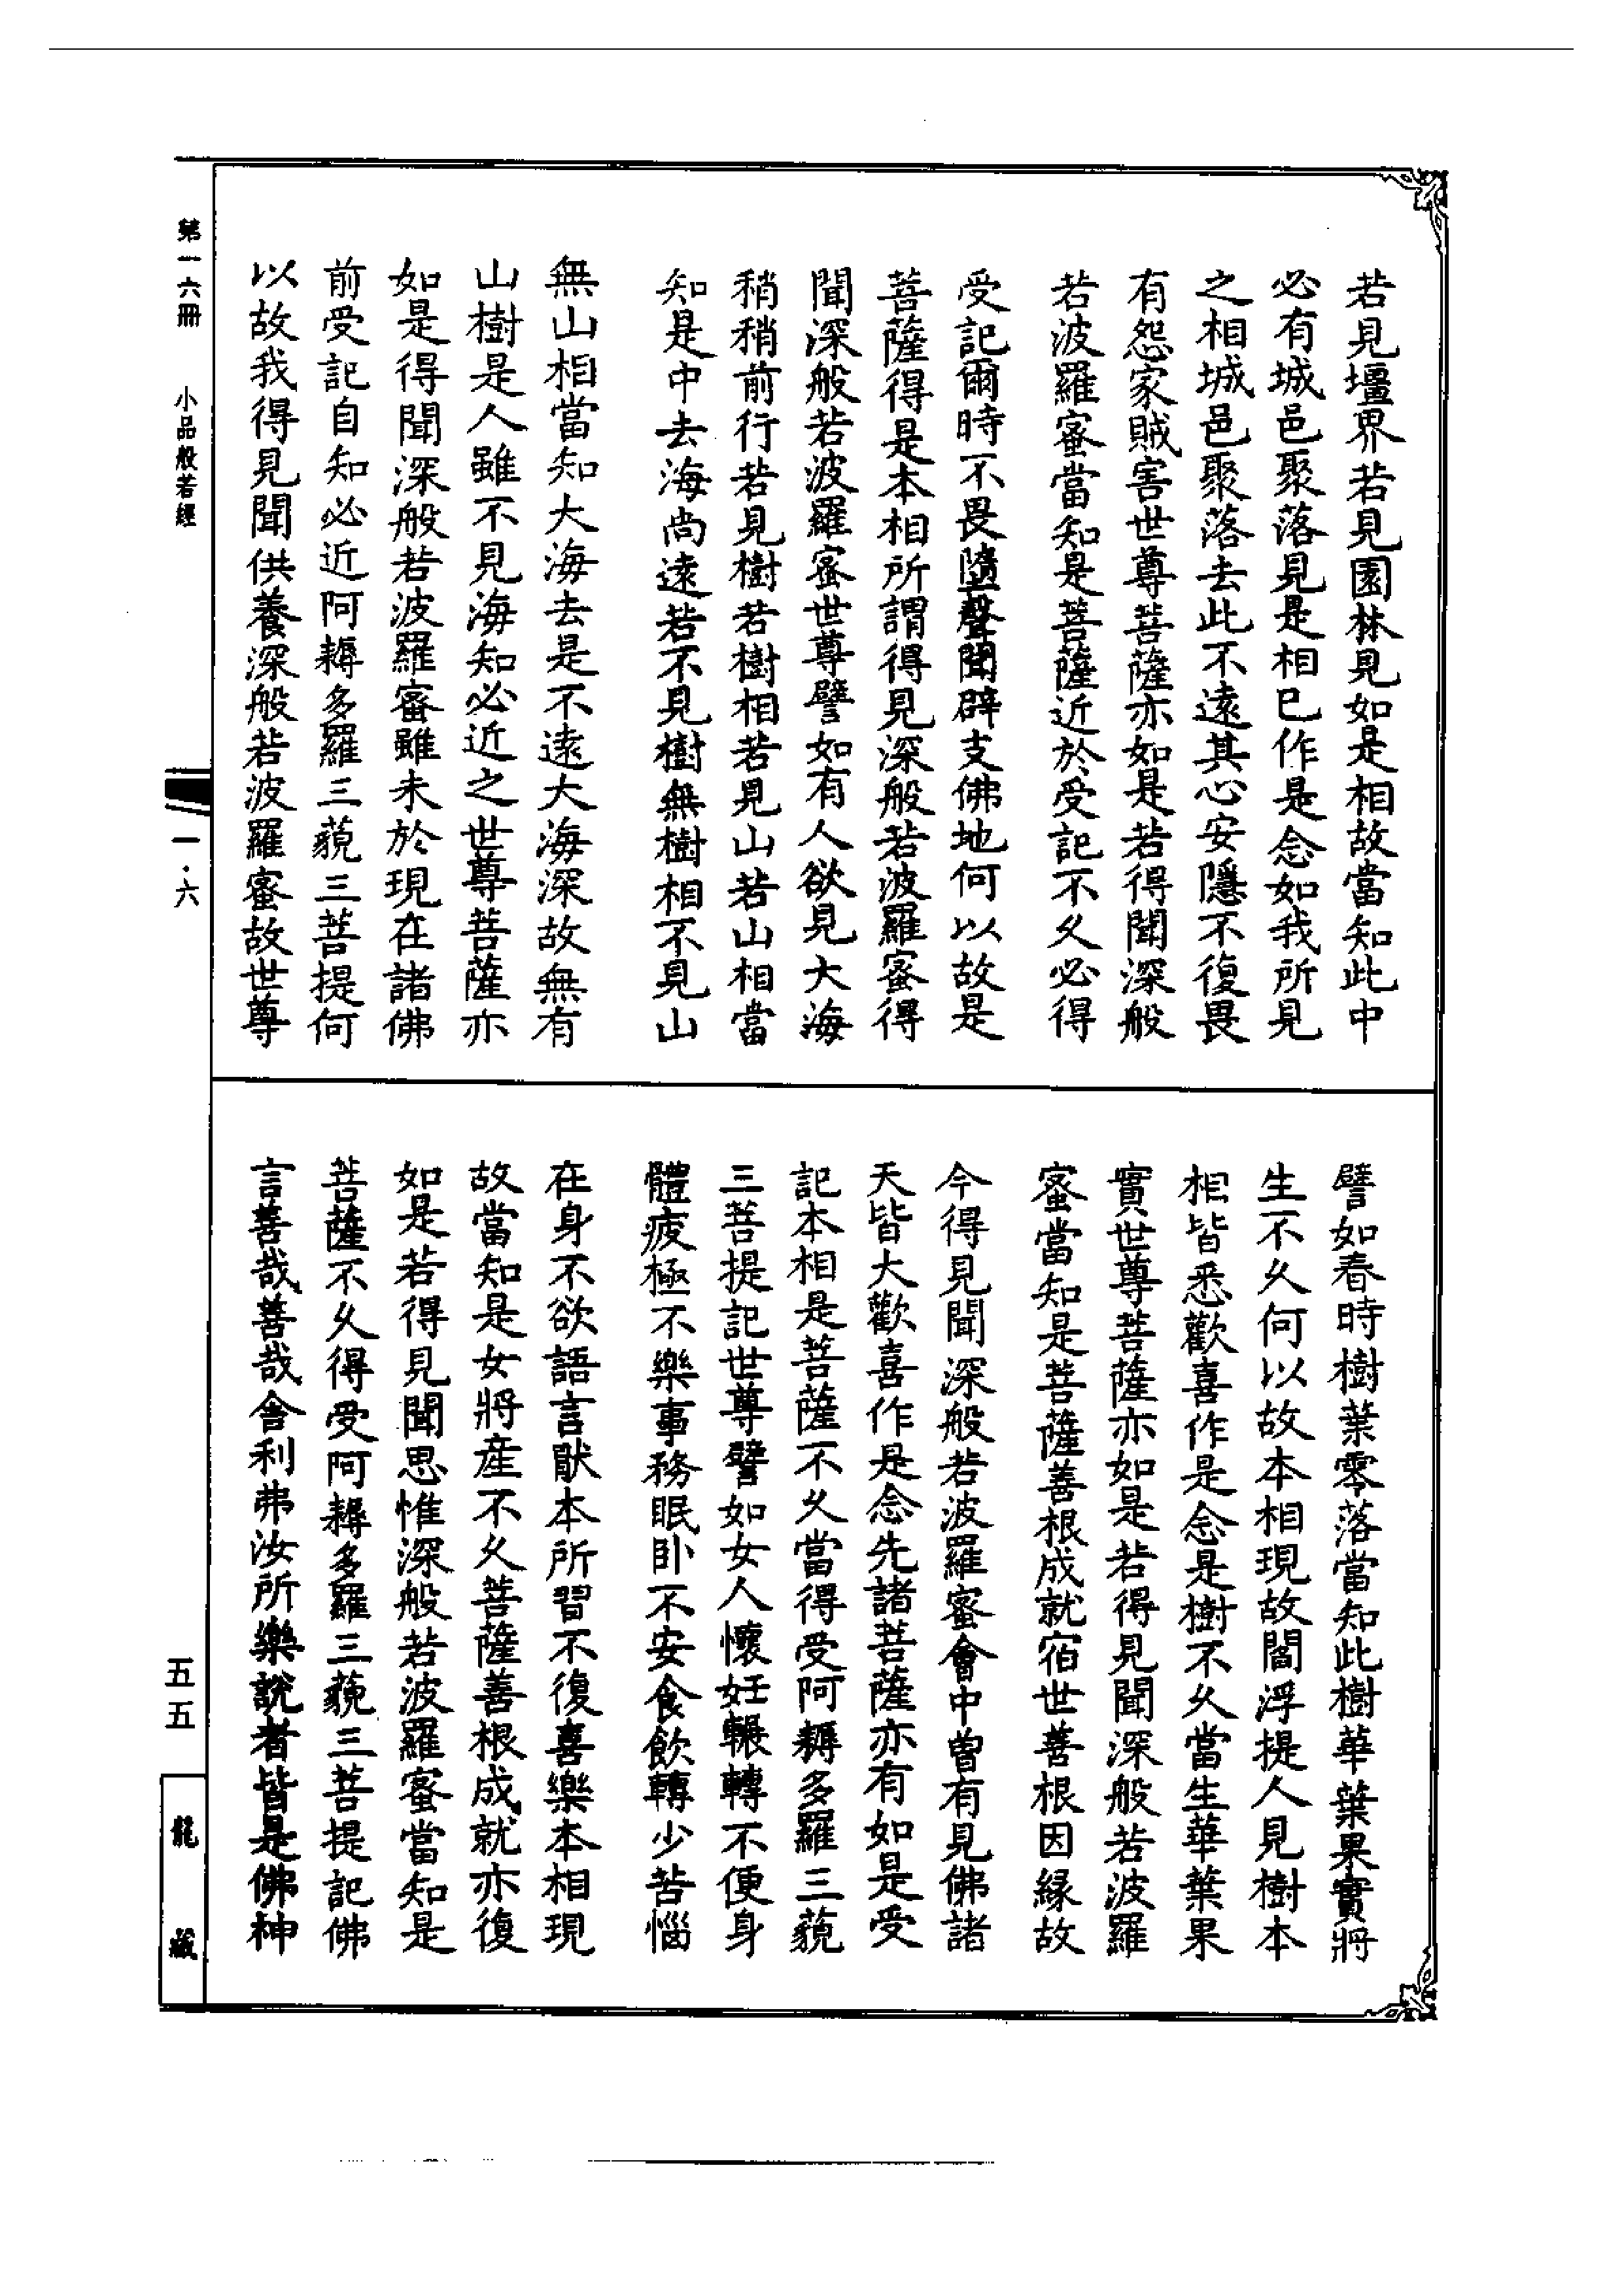 若見壃界若見園林見如是相故當知此中
必有城邑聚落見是相已作是念如我所見
之相城邑聚落去此不遠其心安隱不復畏
有怨家賊害世尊菩薩亦如是若得聞深般
若波羅蜜當知是菩薩近於受記不久必得
受記爾時不畏墮聲聞辟支佛地何以故是
菩薩得是本相所謂得見深般若波羅蜜得
聞深般若波羅蜜世尊譬如有人欲見大海
稍稍前行若見樹若樹相若見山若山相當
知是中去海尚遠若不見樹無樹相不見山
無山相當知大海去是不遠大海深故無有
山樹是人雖不見海知必近之世尊菩薩亦
如是得聞深般若波羅蜜雖未於現在諸佛
前受記自知必近阿耨多羅三藐三菩提何
以故我得見聞供養深般若波羅蜜故世尊
譬如春時樹葉零落當知此樹華葉果實將
生不久何以故本相現故閻浮提人見樹本
相皆悉歡喜作是念是樹不久當生華葉果
實世尊菩薩亦如是若得見聞深般若波羅
蜜當知是菩薩善根成就宿世善根因緣故
今得見聞深般若波羅蜜會中曾有見佛諸
天皆大歡喜作是念先諸菩薩亦有如是受
記本相是菩薩不久當得受阿耨多羅三藐
三菩提記世尊譬如女人懷妊輾轉不便身
體疲極不樂事務眠臥不安食飲轉少苦惱
在身不欲語言猒本所習不復喜樂本相現
故當知是女將產不久菩薩善根成就亦復
如是若得見聞思惟深般若波羅蜜當知是
菩薩不久得受阿耨多羅三藐三菩提記佛
言善哉善哉舍利弗汝所樂說者皆是佛神
第一六冊 小品般若經
一·六
五五
龍藏